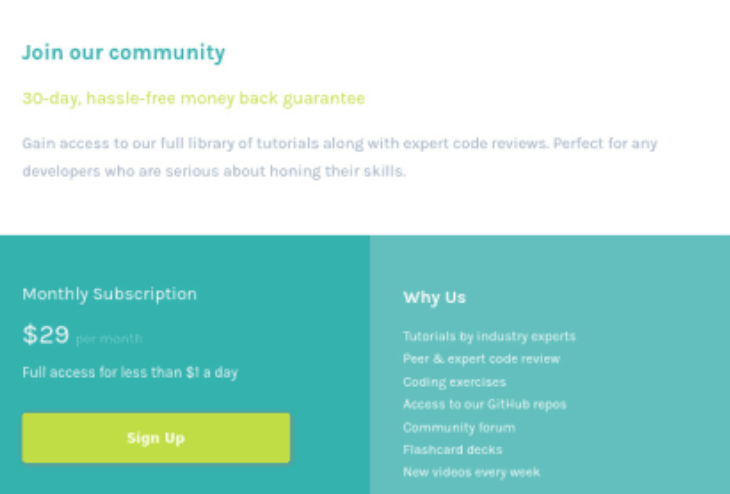 Join our community
30-day, hassle-free money back guarantee
Gain access to our full library of tutorials along with expert code reviews. Perfect for any
developers who are serious about honing their skills.
Monthly Subscription
$29 per month
Full access for less than $1 a day
Sign Up
Why Us
Tutorials by industry experts
Peer & expert code review
Coding exercises
Access to our GitHub repos
Community forum
Flashcard decks
New videos every week